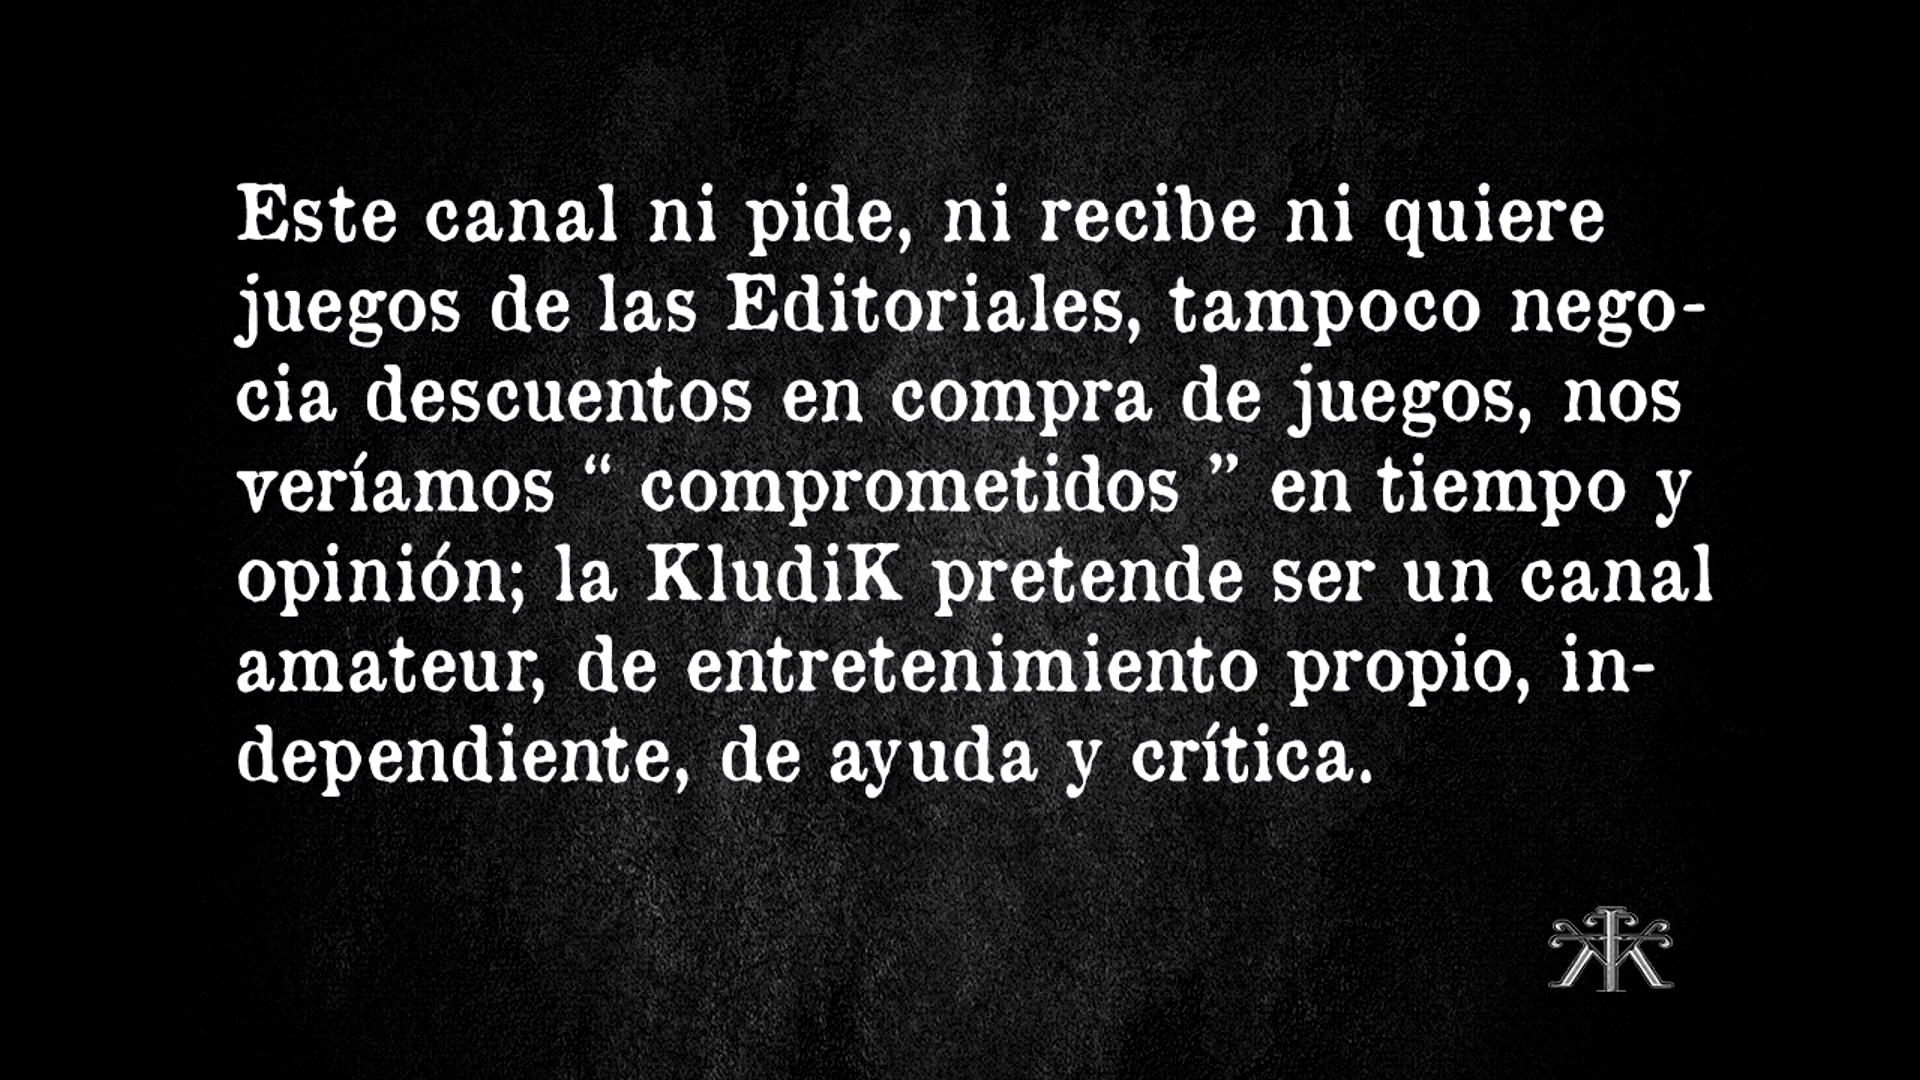 Este canal ni pide, ni recibe ni quiere
juegos de las Editoriales, tampoco nego-
cia descuentos en compra de juegos, nos
veríamos “ comprometidos ” en tiempo y
opinión; la KludiK pretende ser un canal
amateur, de entretenimiento propio, in-
dependiente, de ayuda y crítica.